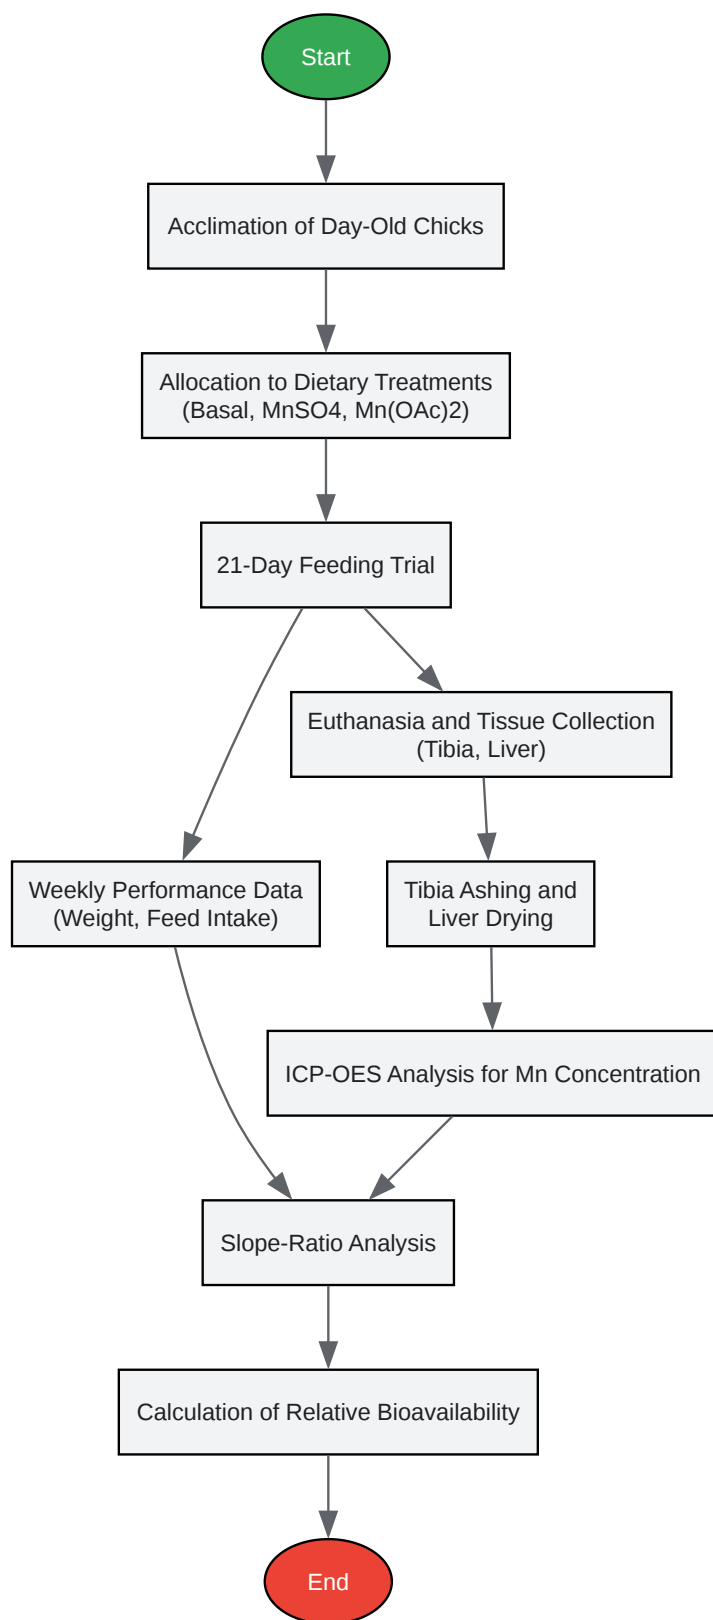 Start
Acclimation of Day-Old Chicks
Allocation to Dietary Treatments
(Basal, MnSO4, Mn(OAc)2)
21-Day Feeding Trial
Euthanasia and Tissue Collection
(Tibia, Liver)
Weekly Performance Data
(Weight, Feed Intake)
Tibia Ashing and
Liver Drying
ICP-OES Analysis for Mn Concentration
Slope-Ratio Analysis
Calculation of Relative Bioavailability
End